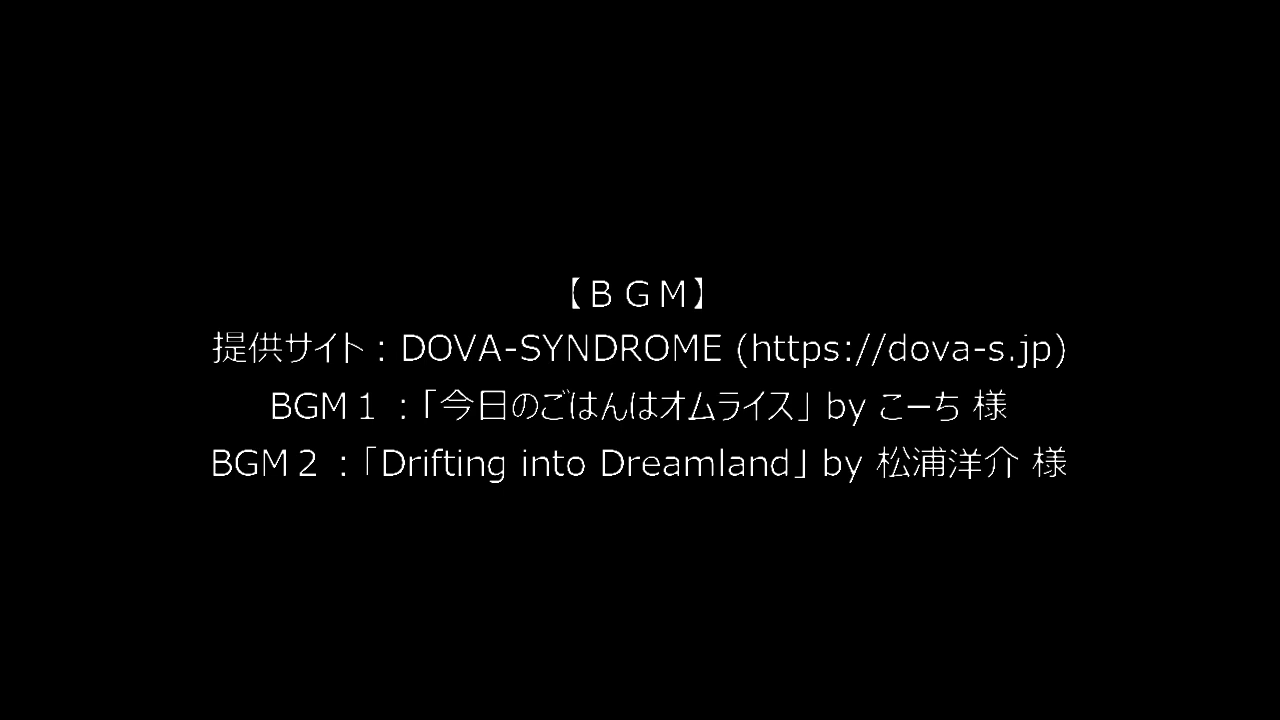 【ＢＧＭ】
提供サイト：DOVA-SYNDROME (https://dova-s.jp)
BGM１：「今日のごはんはオムライス」 by こーち 様
BGM２：「Drifting into Dreamland」 by 松浦洋介 様